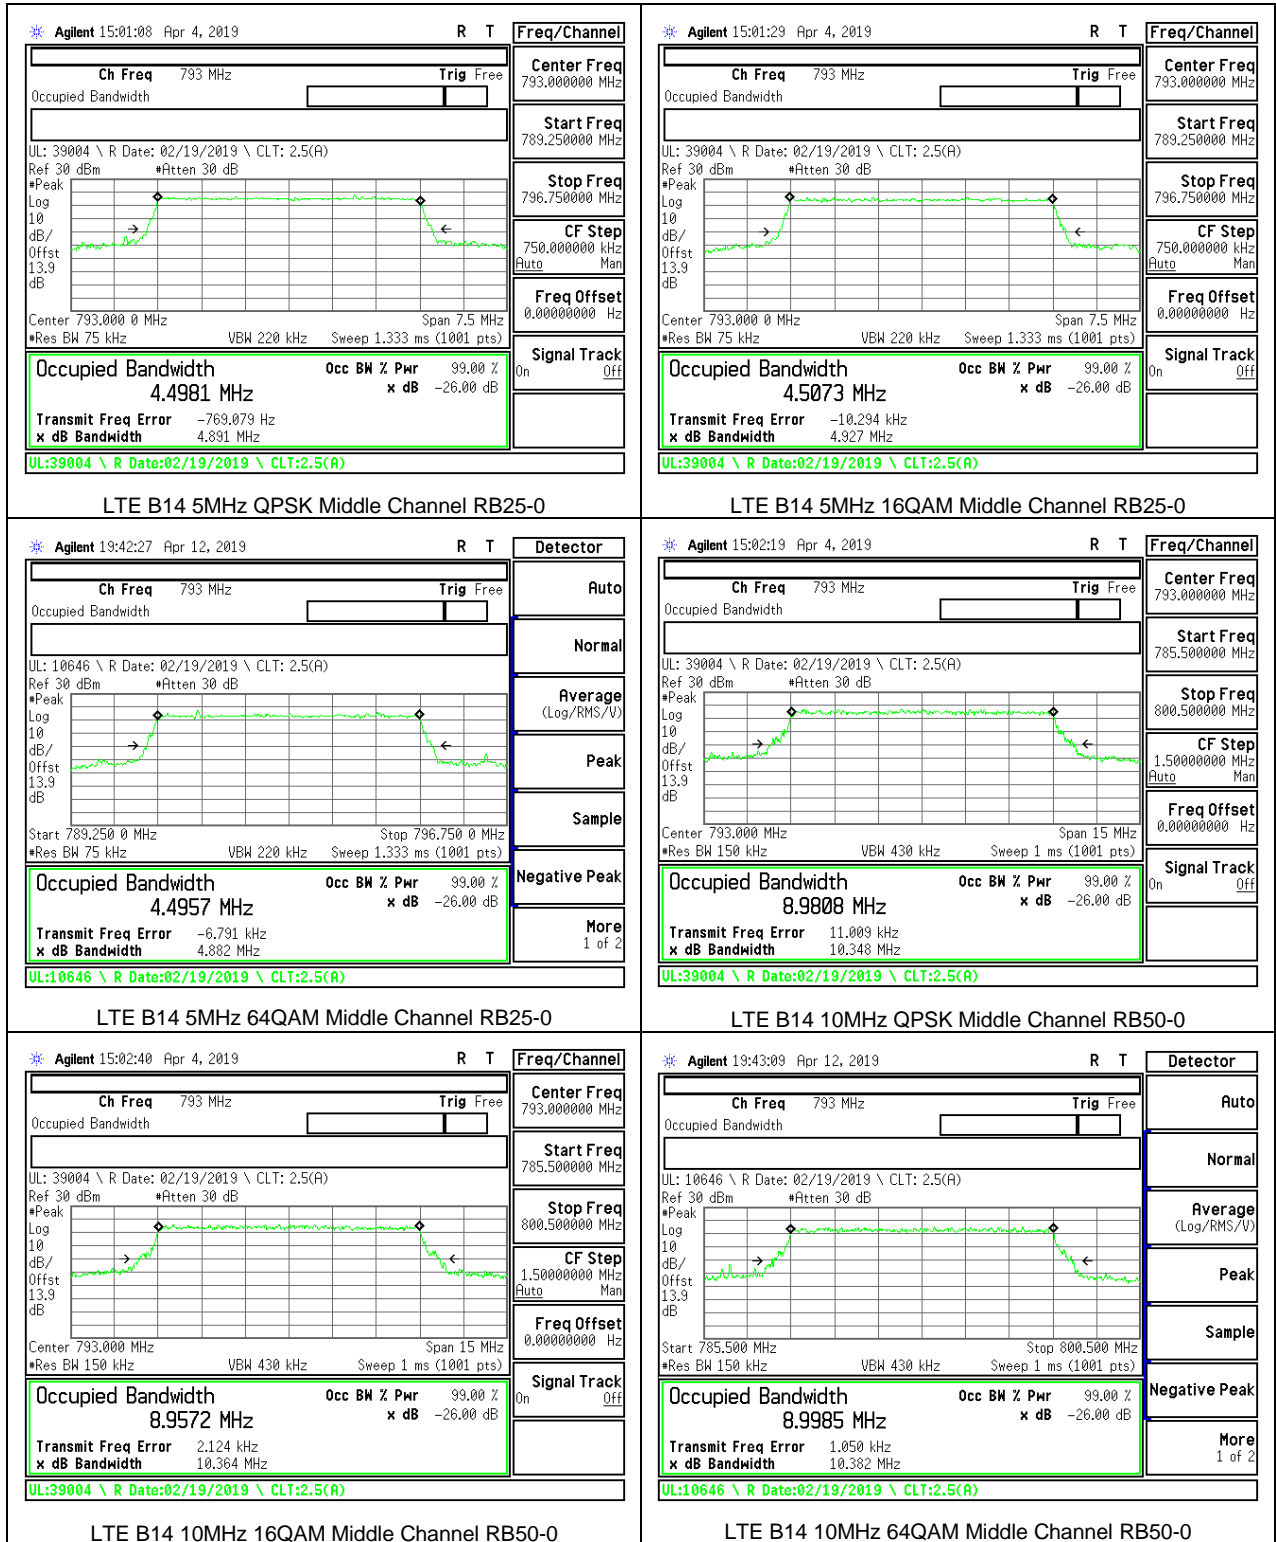 Agilent 15:01:08 Apr 4, 2019 R T
Freq/Channel
Ch Freq 793 MHz Trig Free
Occupied Bandwidth
Center Freq
793.000000 MHz
Start Freq
789.250000 MHz
Stop Freq
796.750000 MHz
CF Step
750.000000 kHz
Auto Man
Freq Offset
0.00000000 Hz
Signal Track
On Off
UL: 39004 \ R Date: 02/19/2019 \ CLT: 2.5(A)
Ref 30 dBm #Atten 30 dB
#Peak
Log
10
dB/
Offst
13.9
dB
Center 793.000 0 MHz Span 7.5 MHz
#Res BW 75 kHz VBW 220 kHz Sweep 1.333 ms (1001 pts)
Occupied Bandwidth Occ BW % Pwr 99.00 %
4.4981 MHz x dB -26.00 dB
Transmit Freq Error -769.079 Hz
x dB Bandwidth 4.891 MHz
UL:39004 \ R Date:02/19/2019 \ CLT:2.5(A)
LTE B14 5MHz QPSK Middle Channel RB25-0
Agilent 15:01:29 Apr 4, 2019 R T
Freq/Channel
Ch Freq 793 MHz Trig Free
Occupied Bandwidth
Center Freq
793.000000 MHz
Start Freq
789.250000 MHz
Stop Freq
796.750000 MHz
CF Step
750.000000 kHz
Auto Man
Freq Offset
0.00000000 Hz
Signal Track
On Off
UL: 39004 \ R Date: 02/19/2019 \ CLT: 2.5(A)
Ref 30 dBm #Atten 30 dB
#Peak
Log
10
dB/
Offst
13.9
dB
Center 793.000 0 MHz Span 7.5 MHz
#Res BW 75 kHz VBW 220 kHz Sweep 1.333 ms (1001 pts)
Occupied Bandwidth Occ BW % Pwr 99.00 %
4.5073 MHz x dB -26.00 dB
Transmit Freq Error -10.294 kHz
x dB Bandwidth 4.927 MHz
UL:39004 \ R Date:02/19/2019 \ CLT:2.5(A)
LTE B14 5MHz 16QAM Middle Channel RB25-0
Agilent 19:42:27 Apr 12, 2019 R T
Detector
Ch Freq 793 MHz Trig Free
Occupied Bandwidth
Auto
Normal
Average
(Log/RMS/V)
Peak
Sample
Negative Peak
More
1 of 2
UL: 10646 \ R Date: 02/19/2019 \ CLT: 2.5(A)
Ref 30 dBm #Atten 30 dB
#Peak
Log
10
dB/
Offst
13.9
dB
Start 789.250 0 MHz Stop 796.750 0 MHz
#Res BW 75 kHz VBW 220 kHz Sweep 1.333 ms (1001 pts)
Occupied Bandwidth Occ BW % Pwr 99.00 %
4.4957 MHz x dB -26.00 dB
Transmit Freq Error -6.791 kHz
x dB Bandwidth 4.882 MHz
UL:10646 \ R Date:02/19/2019 \ CLT:2.5(A)
LTE B14 5MHz 64QAM Middle Channel RB25-0
Agilent 15:02:19 Apr 4, 2019 R T
Freq/Channel
Ch Freq 793 MHz Trig Free
Occupied Bandwidth
Center Freq
793.000000 MHz
Start Freq
785.500000 MHz
Stop Freq
800.500000 MHz
CF Step
1.50000000 MHz
Auto Man
Freq Offset
0.00000000 Hz
Signal Track
On Off
UL: 39004 \ R Date: 02/19/2019 \ CLT: 2.5(A)
Ref 30 dBm #Atten 30 dB
#Peak
Log
10
dB/
Offst
13.9
dB
Center 793.000 MHz Span 15 MHz
#Res BW 150 kHz VBW 430 kHz Sweep 1 ms (1001 pts)
Occupied Bandwidth Occ BW % Pwr 99.00 %
8.9808 MHz x dB -26.00 dB
Transmit Freq Error 11.009 kHz
x dB Bandwidth 10.348 MHz
UL:39004 \ R Date:02/19/2019 \ CLT:2.5(A)
LTE B14 10MHz QPSK Middle Channel RB50-0
Agilent 15:02:40 Apr 4, 2019 R T
Freq/Channel
Ch Freq 793 MHz Trig Free
Occupied Bandwidth
Center Freq
793.000000 MHz
Start Freq
785.500000 MHz
Stop Freq
800.500000 MHz
CF Step
1.50000000 MHz
Auto Man
Freq Offset
0.00000000 Hz
Signal Track
On Off
UL: 39004 \ R Date: 02/19/2019 \ CLT: 2.5(A)
Ref 30 dBm #Atten 30 dB
#Peak
Log
10
dB/
Offst
13.9
dB
Center 793.000 MHz Span 15 MHz
#Res BW 150 kHz VBW 430 kHz Sweep 1 ms (1001 pts)
Occupied Bandwidth Occ BW % Pwr 99.00 %
8.9572 MHz x dB -26.00 dB
Transmit Freq Error 2.124 kHz
x dB Bandwidth 10.364 MHz
UL:39004 \ R Date:02/19/2019 \ CLT:2.5(A)
LTE B14 10MHz 16QAM Middle Channel RB50-0
Agilent 19:43:09 Apr 12, 2019 R T
Detector
Ch Freq 793 MHz Trig Free
Occupied Bandwidth
Auto
Normal
Average
(Log/RMS/V)
Peak
Sample
Negative Peak
More
1 of 2
UL: 10646 \ R Date: 02/19/2019 \ CLT: 2.5(A)
Ref 30 dBm #Atten 30 dB
#Peak
Log
10
dB/
Offst
13.9
dB
Start 785.500 MHz Stop 800.500 MHz
#Res BW 150 kHz VBW 430 kHz Sweep 1 ms (1001 pts)
Occupied Bandwidth Occ BW % Pwr 99.00 %
8.9985 MHz x dB -26.00 dB
Transmit Freq Error 1.050 kHz
x dB Bandwidth 10.382 MHz
UL:10646 \ R Date:02/19/2019 \ CLT:2.5(A)
LTE B14 10MHz 64QAM Middle Channel RB50-0